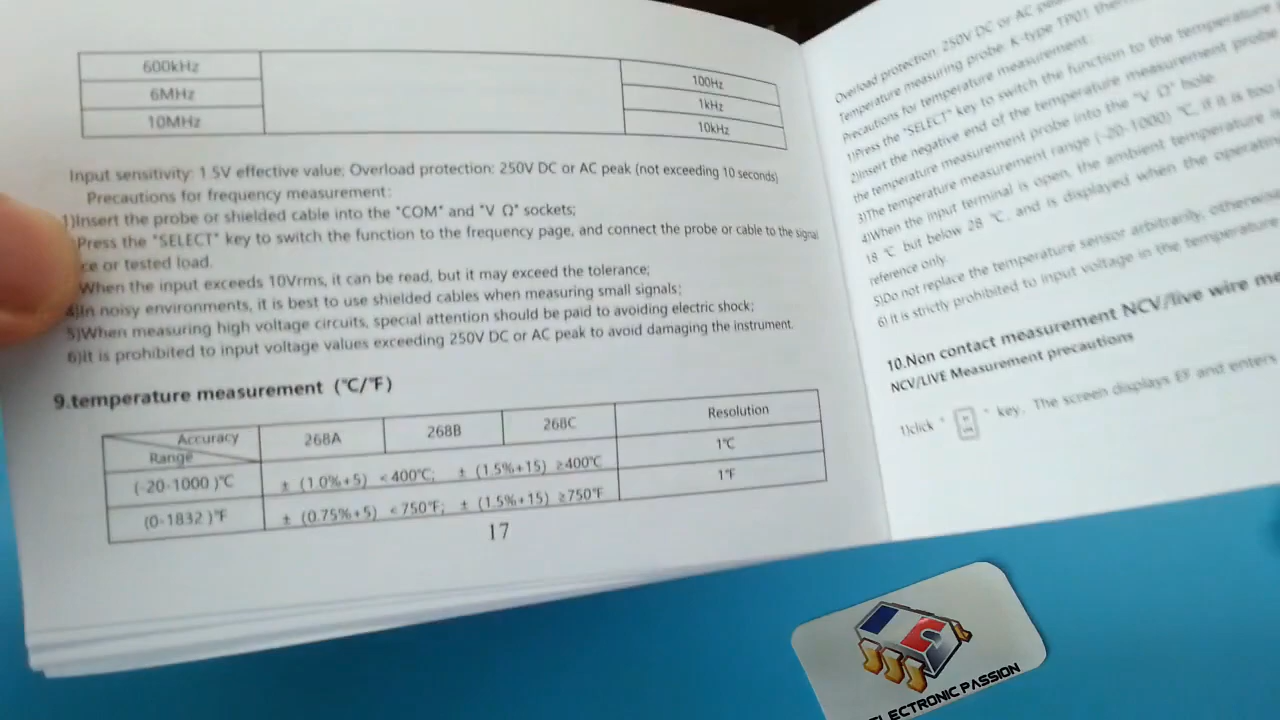 600kHz
6MHz
10MHz
100Hz
1kHz
10kHz
Input sensitivity: 1.5V effective value; Overload protection: 250V DC or AC peak (not exceeding 10 seconds)
Precautions for frequency measurement:
1)Insert the probe or shielded cable into the "COM" and "V Ω" sockets;
Press the "SELECT" key to switch the function to the frequency page, and connect the probe or cable to the signal
ce or tested load.
When the input exceeds 10Vrms, it can be read, but it may exceed the tolerance;
4)In noisy environments, it is best to use shielded cables when measuring small signals;
5)When measuring high voltage circuits, special attention should be paid to avoiding electric shock;
6)It is prohibited to input voltage values exceeding 250V DC or AC peak to avoid damaging the instrument.
9.temperature measurement (℃/℉)
Accuracy 268A 268B 268C Resolution
Range
(-20-1000 )℃ ± (1.0%+5) <400℃; ± (1.5%+15) ≥400℃ 1℃
(0-1832 )℉ ± (0.75%+5) <750℉; ± (1.5%+15) ≥750℉ 1℉
17
Overload protection: 250V DC or AC
Temperature measuring probe: K-type TP01
Precautions for temperature measurement:
1)Press the "SELECT" key to switch the function to the temperature
2)Insert the negative end of the temperature measurement probe
the temperature measurement probe into the "V Ω" hole
3)The temperature measurement range (-20-1000) ℃, if it is too
4)When the input terminal is open, the ambient temperature
18 ℃ but below 28 ℃, and is displayed when the operating
reference only.
5)Do not replace the temperature sensor arbitrarily,
6) It is strictly prohibited to input voltage in the temperature
10.Non contact measurement NCV/live wire
NCV/LIVE Measurement precautions
1)click " " key. The screen displays EF and enters
ELECTRONIC PASSION